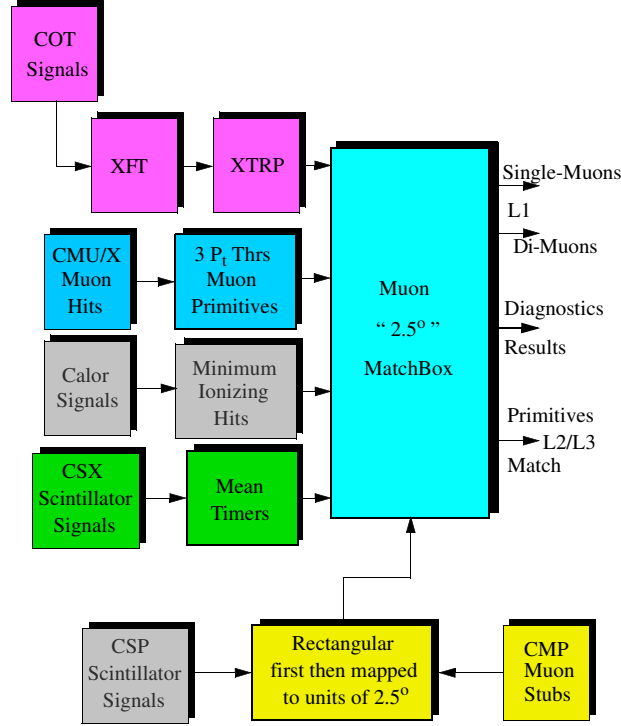 COT
Signals
XFT
XTRP
CMU/X
Muon
Hits
3 Pt Thrs
Muon
Primitives
Calor
Signals
Minimum
Ionizing
Hits
CSX
Scintillator
Signals
Mean
Timers
Muon
“ 2.5o ”
MatchBox
Single-Muons
L1
Di-Muons
Diagnostics
Results
Primitives
L2/L3
Match
CSP
Scintillator
Signals
Rectangular
first then mapped
to units of 2.5o
CMP
Muon
Stubs